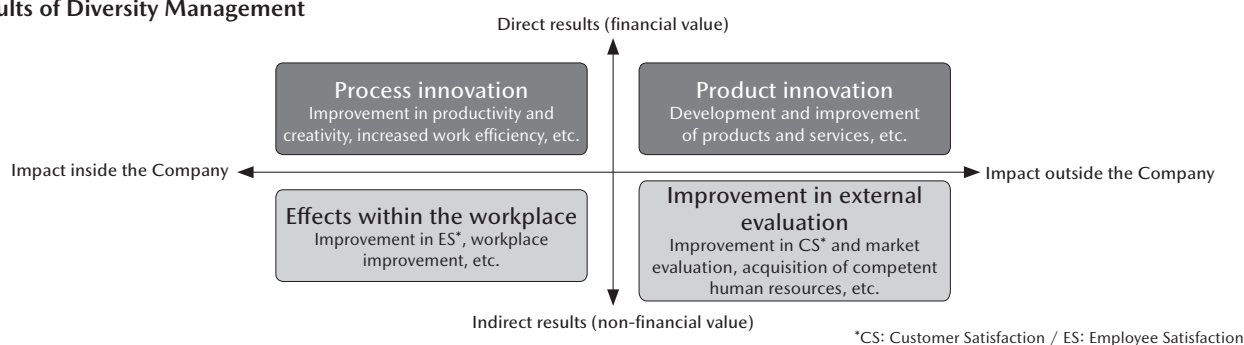 ults of Diversity Management
Direct results (financial value)
Process innovation
Improvement in productivity and
creativity, increased work efficiency, etc.
Product innovation
Development and improvement
of products and services, etc.
Impact inside the Company
Impact outside the Company
Effects within the workplace
Improvement in ES*, workplace
improvement, etc.
Improvement in external
evaluation
Improvement in CS* and market
evaluation, acquisition of competent
human resources, etc.
Indirect results (non-financial value)
*CS: Customer Satisfaction / ES: Employee Satisfaction